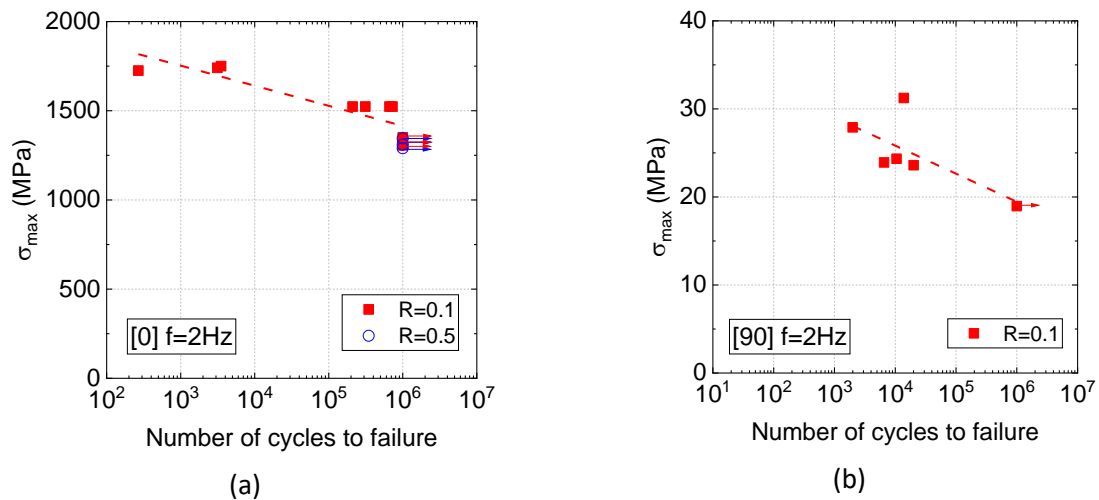 2000
1500
1000
500
0
σmax (MPa)
R=0.1
R=0.5
[0] f=2Hz
10² 10³ 10⁴ 10⁵ 10⁶ 10⁷
Number of cycles to failure
(a)
40
30
20
10
0
σmax (MPa)
R=0.1
[90] f=2Hz
10¹ 10² 10³ 10⁴ 10⁵ 10⁶ 10⁷
Number of cycles to failure
(b)